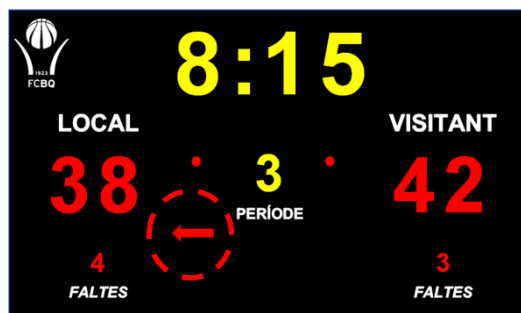 1923
FCBQ
8:15
LOCAL
VISITANT
38
3
42
PERÍODE
4
3
FALTES
FALTES